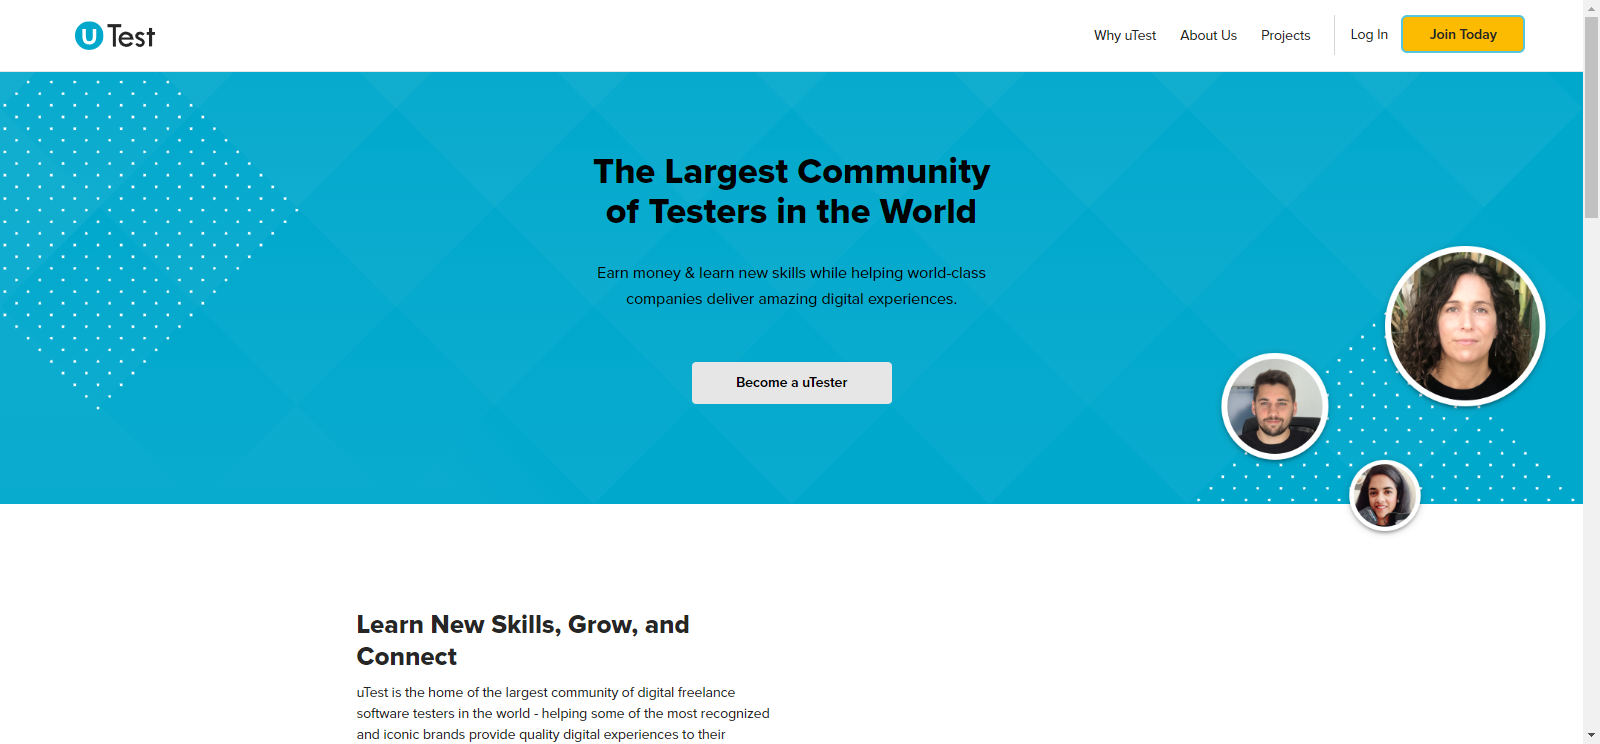 uTest
Why uTest
About Us
Projects
Log In
Join Today
The Largest Community
of Testers in the World
Earn money & learn new skills while helping world-class
companies deliver amazing digital experiences.
Become a uTester
Learn New Skills, Grow, and
Connect
uTest is the home of the largest community of digital freelance
software testers in the world - helping some of the most recognized
and iconic brands provide quality digital experiences to their